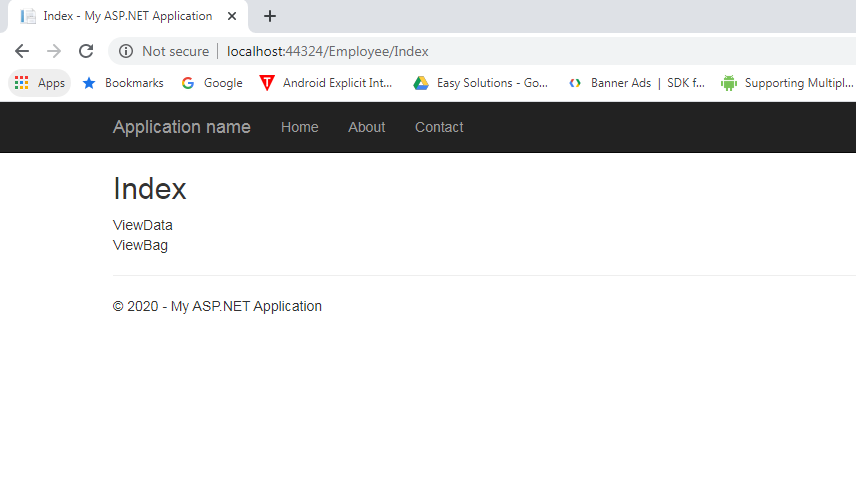 Index - My ASP.NET Application
Not secure | localhost:44324/Employee/Index
Apps Bookmarks Google Android Explicit Int... Easy Solutions - Go... Banner Ads | SDK f... Supporting Multipl...
Application name Home About Contact
Index
ViewData
ViewBag
© 2020 - My ASP.NET Application